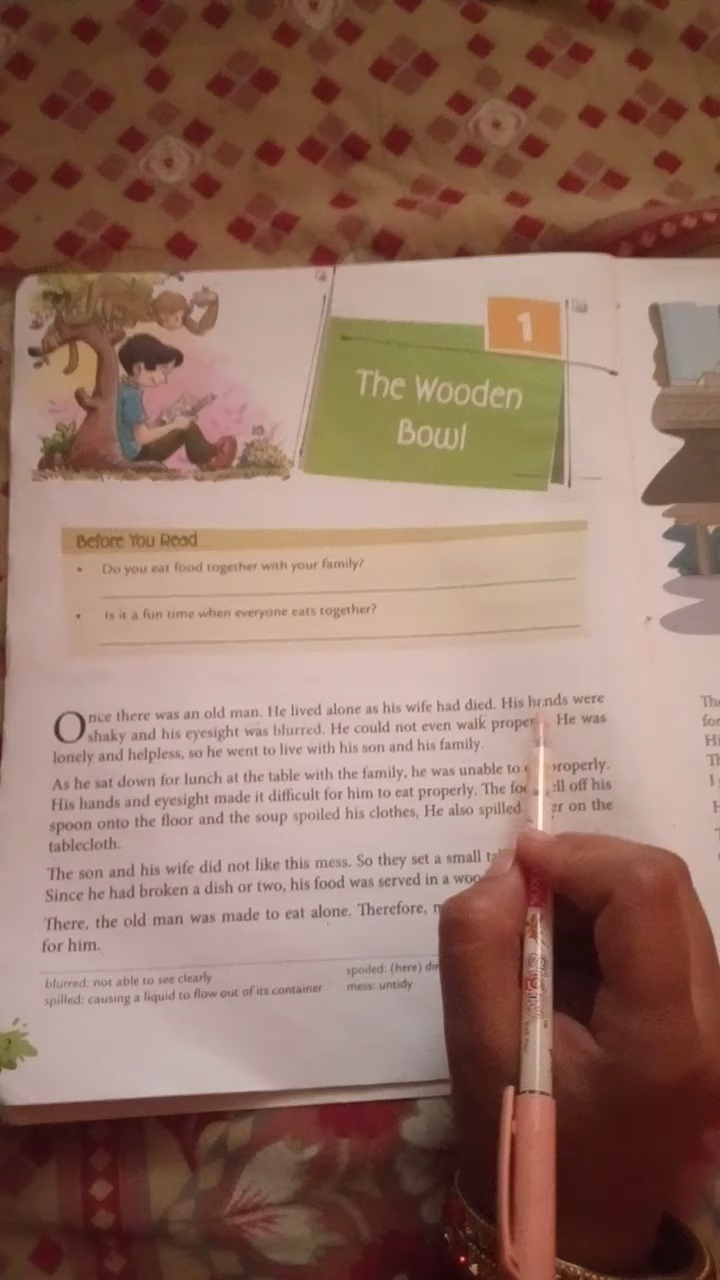 1
The Wooden
Bowl
Before You Read
• Do you eat food together with your family?
• Is it a fun time when everyone eats together?
Once there was an old man. He lived alone as his wife had died. His hands were
shaky and his eyesight was blurred. He could not even walk He was
lonely and helpless, so he went to live with his son and his family.
As he sat down for lunch at the table with the family, he was unable to properly.
His hands and eyesight made it difficult for him to eat properly. The off his
spoon onto the floor and the soup spoiled his clothes, He also spilled on the
tablecloth.
The son and his wife did not like this mess. So they set a small
Since he had broken a dish or two, his food was served in a
There, the old man was made to eat alone. Therefore,
for him.
blurred: not able to see clearly
spilled: causing a liquid to flow out of its container
spoiled: (here)
mess: untidy
2